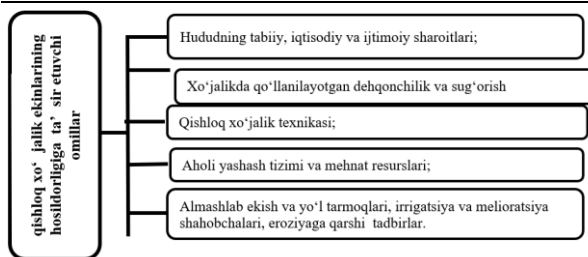 qishloq xo‘ jalik ekinlarining
hosildorligiga ta’ sir etuvchi
omillar
Hududning tabiiy, iqtisodiy va ijtimoiy sharoitlari;
Xo‘jalikda qo‘llanilayotgan dehqonchilik va sug‘orish
Qishloq xo‘jalik texnikasi;
Aholi yashash tizimi va mehnat resurslari;
Almashlab ekish va yo‘l tarmoqlari, irrigatsiya va melioratsiya
shahobchalari, eroziyaga qarshi tadbirlar.